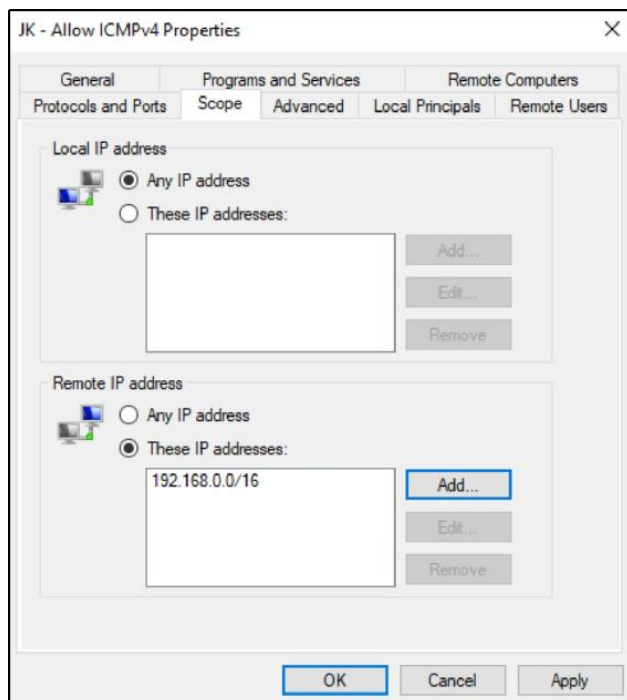 JK - Allow ICMPv4 Properties
General Programs and Services Remote Computers
Protocols and Ports Scope Advanced Local Principals Remote Users
Local IP address
Any IP address
These IP addresses:
Add...
Edit...
Remove
Remote IP address
Any IP address
These IP addresses:
192.168.0.0/16 Add...
Edit...
Remove
OK Cancel Apply